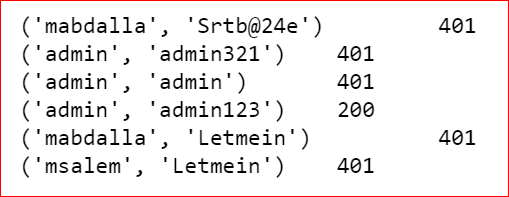 ('mabdalla', 'Srtb@24e')	401
('admin', 'admin321')	401
('admin', 'admin')	401
('admin', 'admin123')	200
('mabdalla', 'Letmein')	401
('msalem', 'Letmein')	401